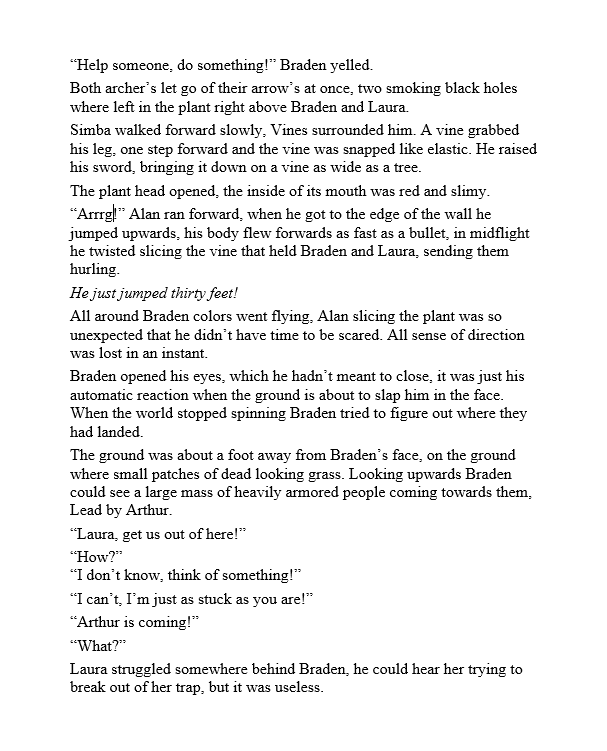 “Help someone, do something!” Braden yelled.
Both archer’s let go of their arrow’s at once, two smoking black holes
where left in the plant right above Braden and Laura.
Simba walked forward slowly, Vines surrounded him. A vine grabbed
his leg, one step forward and the vine was snapped like elastic. He raised
his sword, bringing it down on a vine as wide as a tree.
The plant head opened, the inside of its mouth was red and slimy.
“Arrrg!” Alan ran forward, when he got to the edge of the wall he
jumped upwards, his body flew forwards as fast as a bullet, in midflight
he twisted slicing the vine that held Braden and Laura, sending them
hurling.
He just jumped thirty feet!
All around Braden colors went flying, Alan slicing the plant was so
unexpected that he didn’t have time to be scared. All sense of direction
was lost in an instant.
Braden opened his eyes, which he hadn’t meant to close, it was just his
automatic reaction when the ground is about to slap him in the face.
When the world stopped spinning Braden tried to figure out where they
had landed.
The ground was about a foot away from Braden’s face, on the ground
where small patches of dead looking grass. Looking upwards Braden
could see a large mass of heavily armored people coming towards them,
Lead by Arthur.
“Laura, get us out of here!”
“How?”
“I don’t know, think of something!”
“I can’t, I’m just as stuck as you are!”
“Arthur is coming!”
“What?”
Laura struggled somewhere behind Braden, he could hear her trying to
break out of her trap, but it was useless.